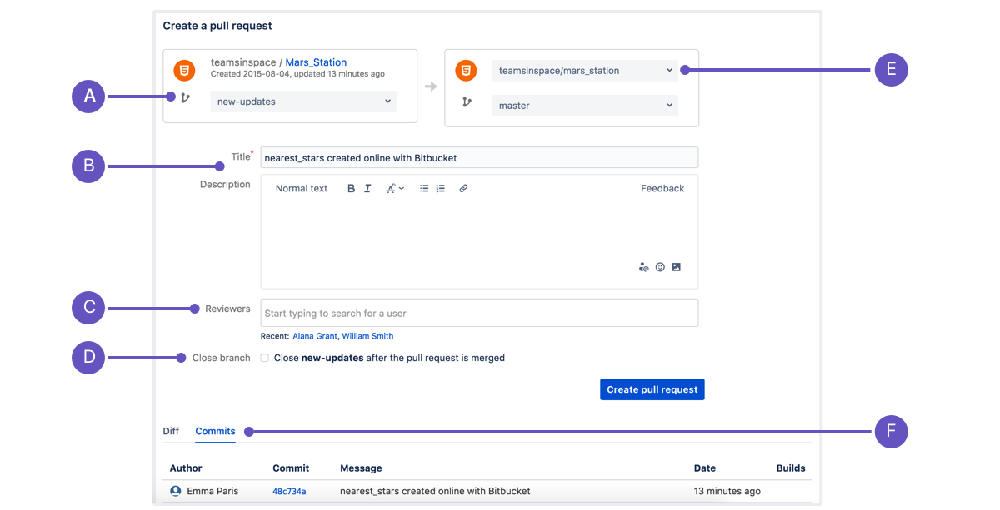 Create a pull request
teamsinspace / Mars_Station
Created 2015-08-04, updated 13 minutes ago
teamsinspace/mars_station
E
A
new-updates
master
B
Title*
nearest_stars created online with Bitbucket
Description
Normal text
B I
Feedback
C
Reviewers
Start typing to search for a user
Recent: Alana Grant, William Smith
D
Close branch
Close new-updates after the pull request is merged
Create pull request
Diff Commits
F
Author Commit Message Date Builds
Emma Paris 48c734a nearest_stars created online with Bitbucket 13 minutes ago